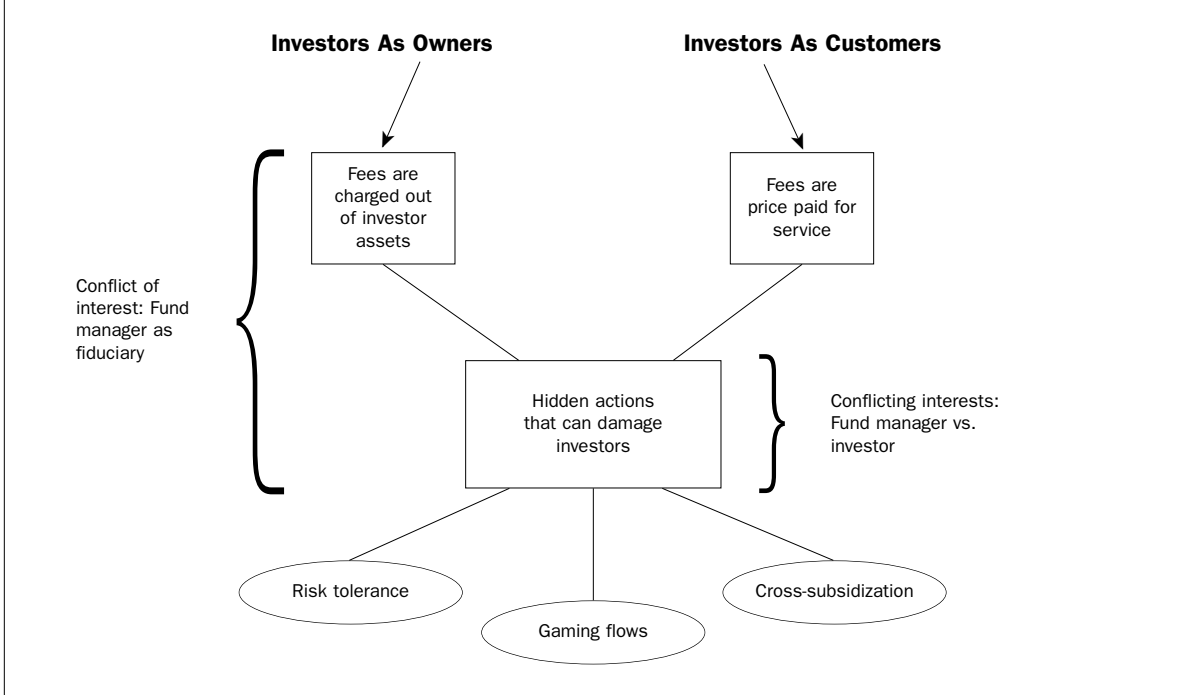 Investors As Owners
Investors As Customers
Fees are
charged out
of investor
assets
Fees are
price paid for
service
Conflict of
interest: Fund
manager as
fiduciary
Hidden actions
that can damage
investors
Conflicting interests:
Fund manager vs.
investor
Risk tolerance
Gaming flows
Cross-subsidization